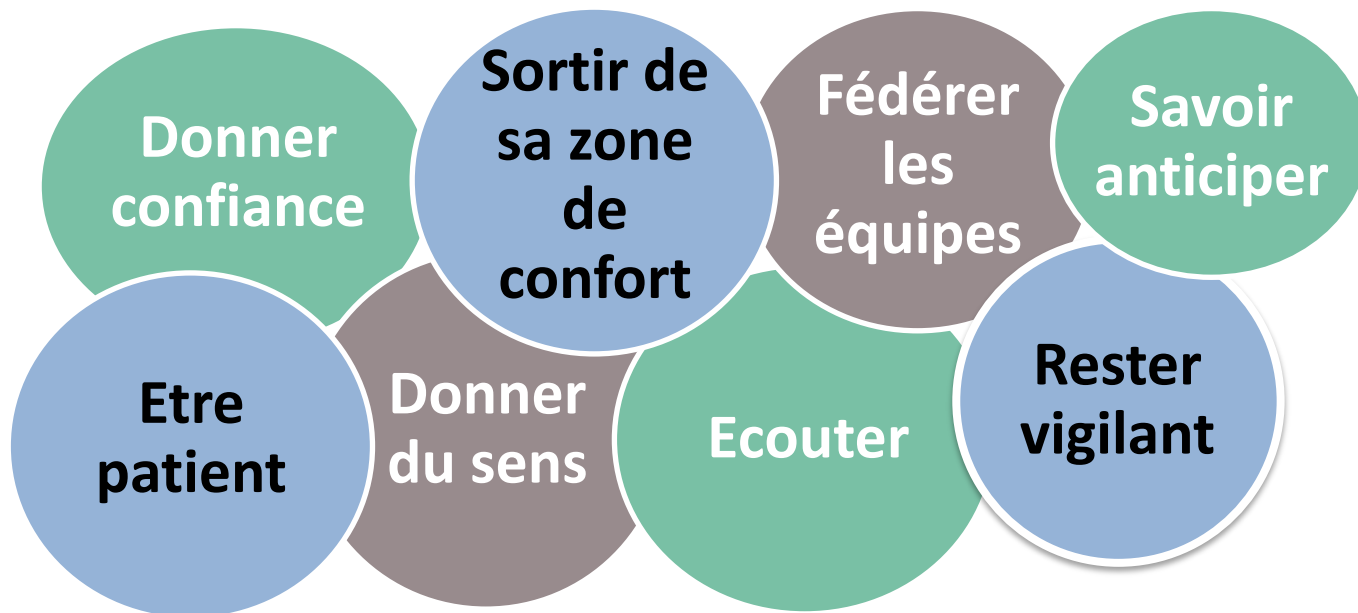 Donner
confiance
Sortir de
sa zone
de
confort
Fédérer
les
équipes
Savoir
anticiper
Etre
patient
Donner
du sens
Ecouter
Rester
vigilant